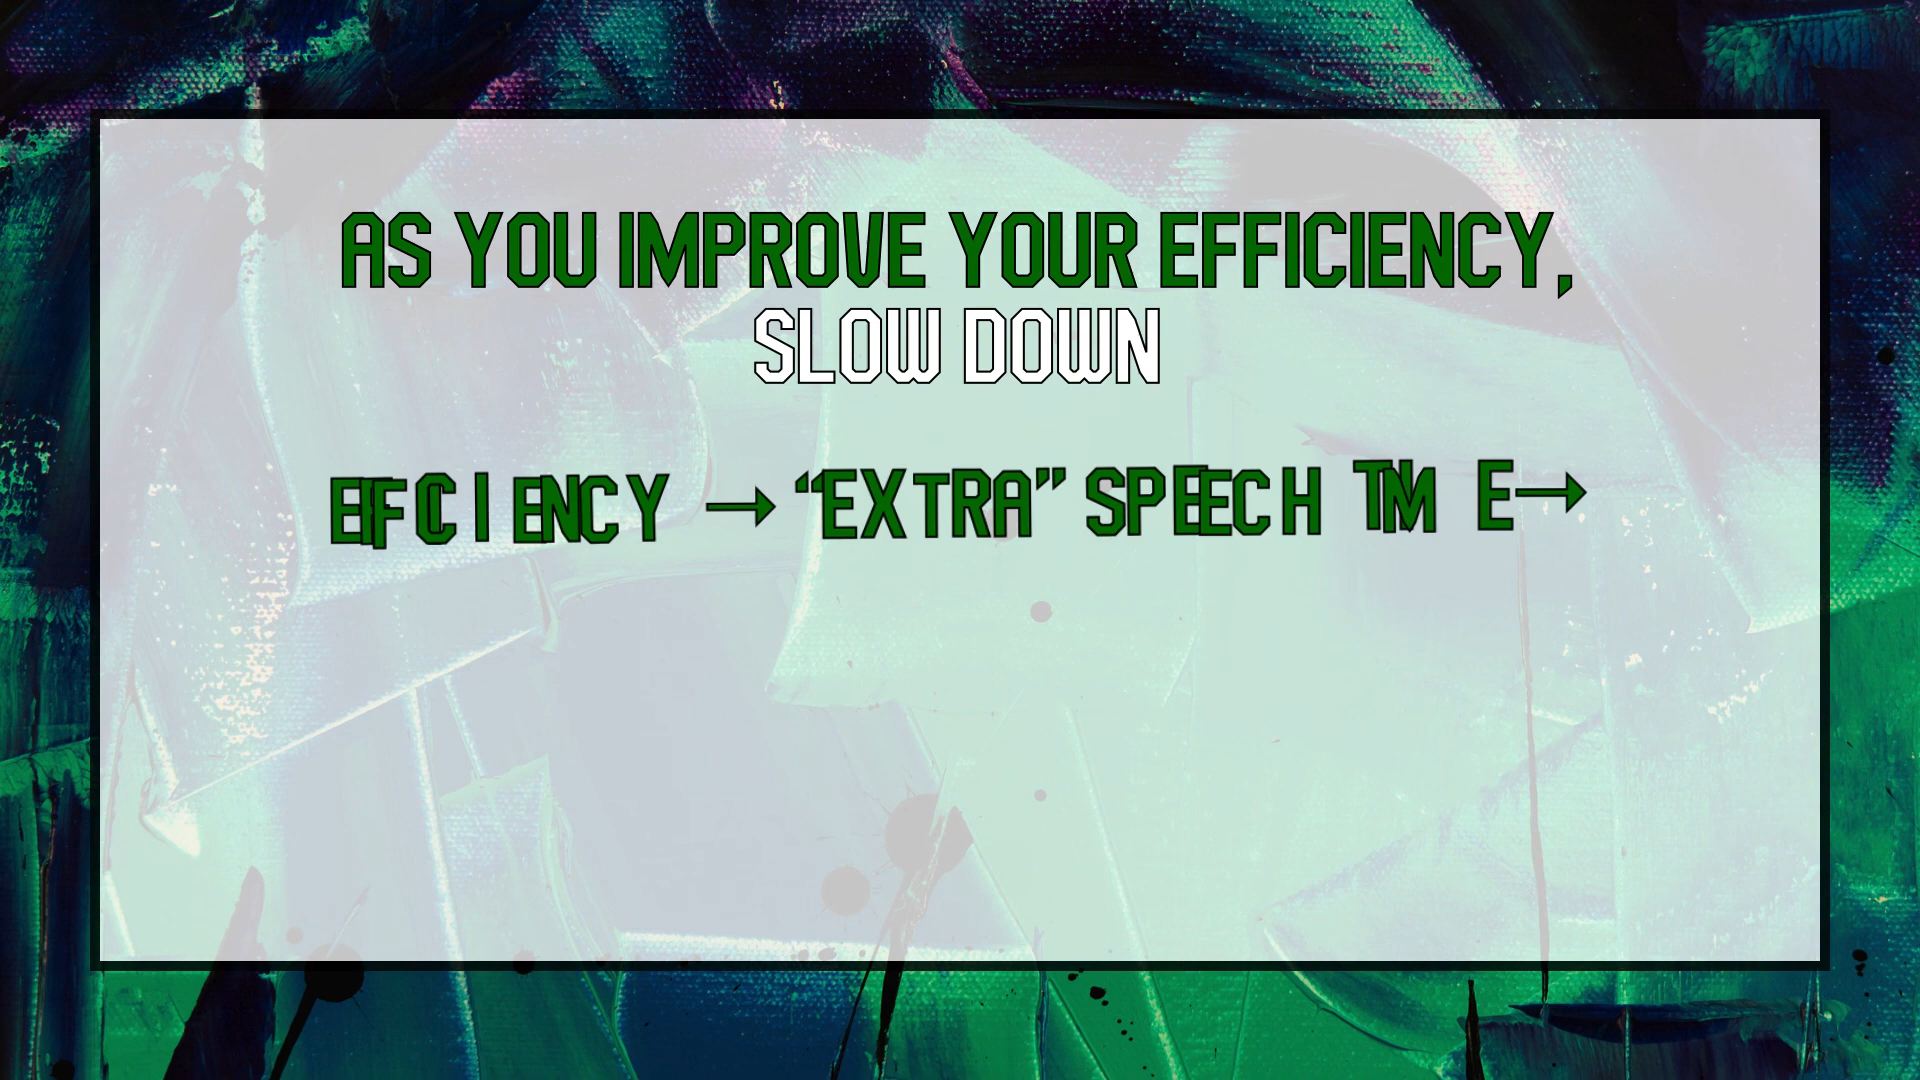 AS YOU IMPROVE YOUR EFFICIENCY,
SLOW DOWN
EFFICIENCY → “EXTRA” SPEECH TIME →